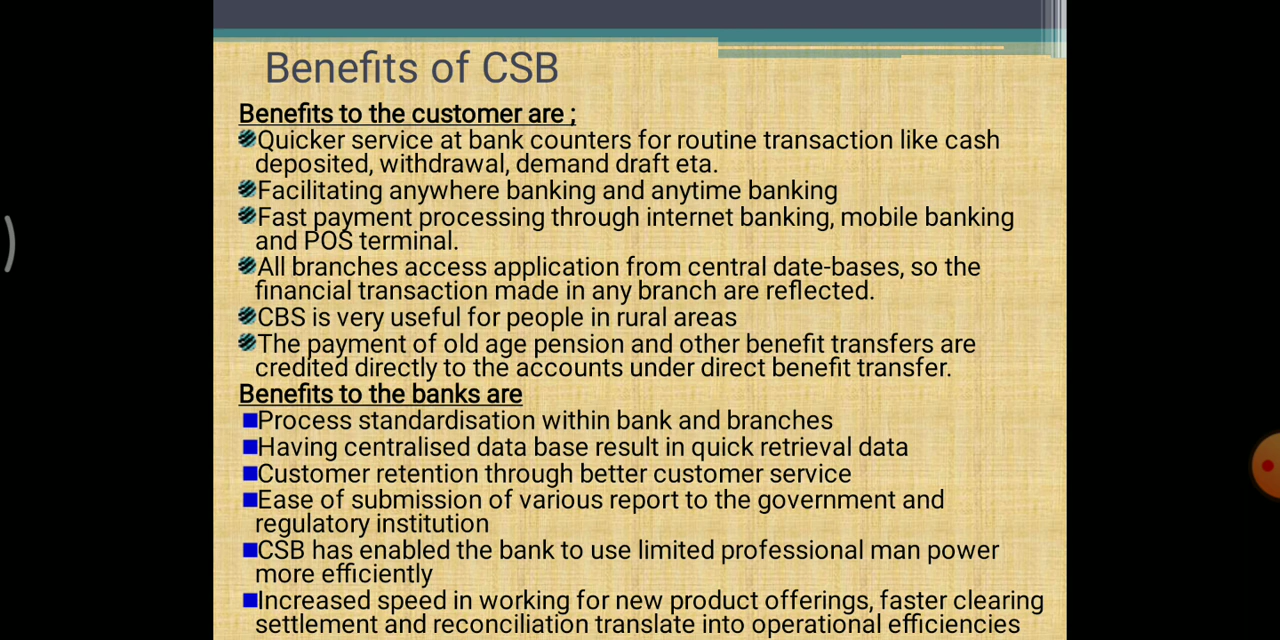 Benefits of CSB
Benefits to the customer are ;
Quicker service at bank counters for routine transaction like cash
deposited, withdrawal, demand draft eta.
Facilitating anywhere banking and anytime banking
Fast payment processing through internet banking, mobile banking
and POS terminal.
All branches access application from central date-bases, so the
financial transaction made in any branch are reflected.
CBS is very useful for people in rural areas
The payment of old age pension and other benefit transfers are
credited directly to the accounts under direct benefit transfer.
Benefits to the banks are
Process standardisation within bank and branches
Having centralised data base result in quick retrieval data
Customer retention through better customer service
Ease of submission of various report to the government and
regulatory institution
CSB has enabled the bank to use limited professional man power
more efficiently
Increased speed in working for new product offerings, faster clearing
settlement and reconciliation translate into operational efficiencies